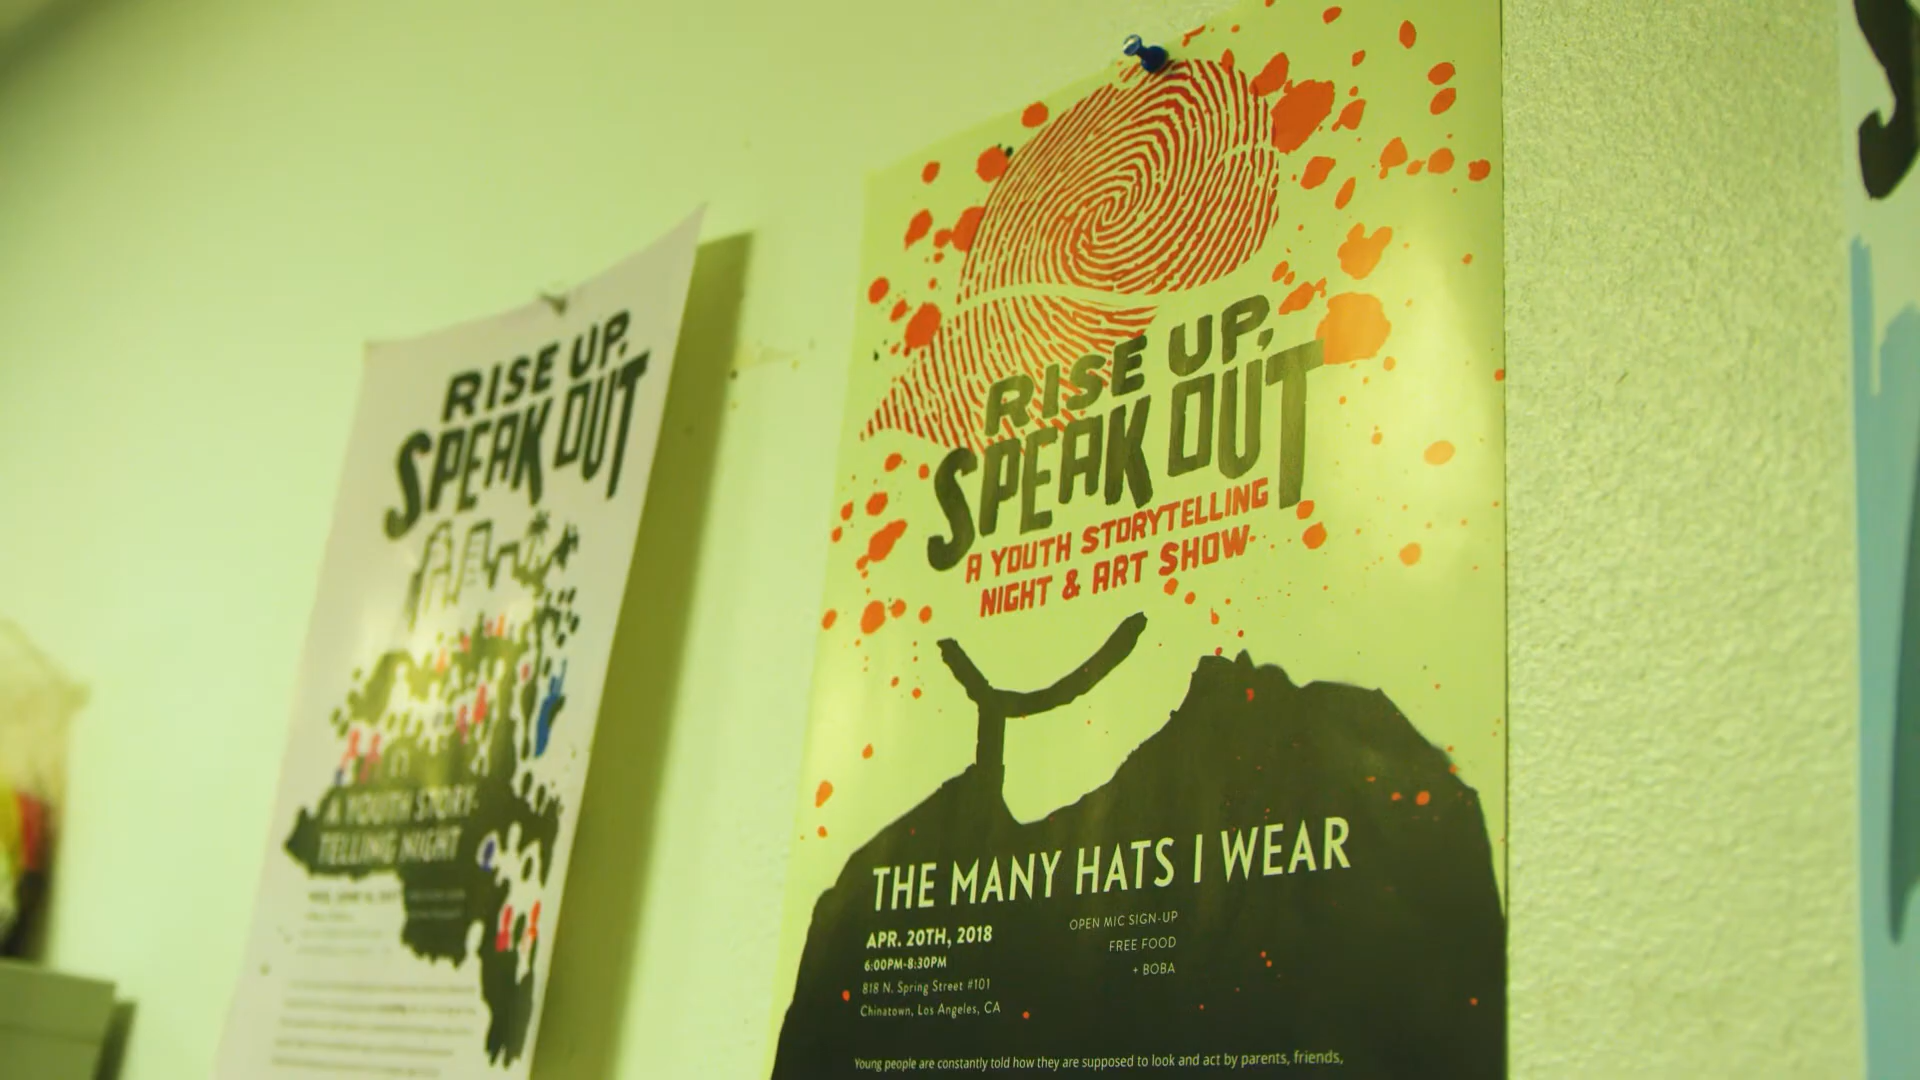 RISE UP,
SPEAK OUT
A YOUTH STORY-
TELLING NIGHT
RISE UP,
SPEAK OUT
A YOUTH STORYTELLING
NIGHT & ART SHOW
THE MANY HATS I WEAR
APR. 20TH, 2018
6:00PM-8:30PM
818 N. Spring Street #101
Chinatown, Los Angeles, CA
OPEN MIC SIGN-UP
FREE FOOD
+ BOBA
Young people are constantly told how they are supposed to look and act by parents, friends,